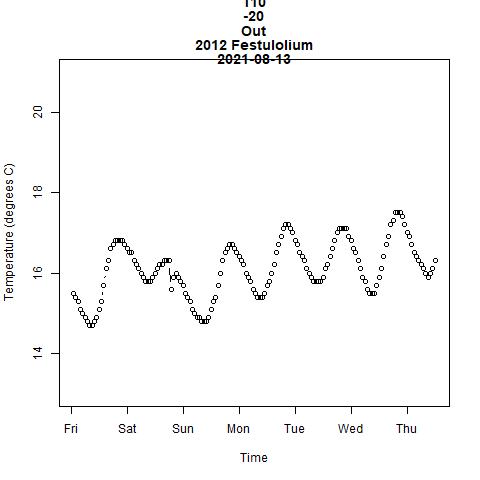 110
-20
Out
2012 Festulolium
2021-08-13
Temperature (degrees C)
20
18
16
14
Fri Sat Sun Mon Tue Wed Thu
Time